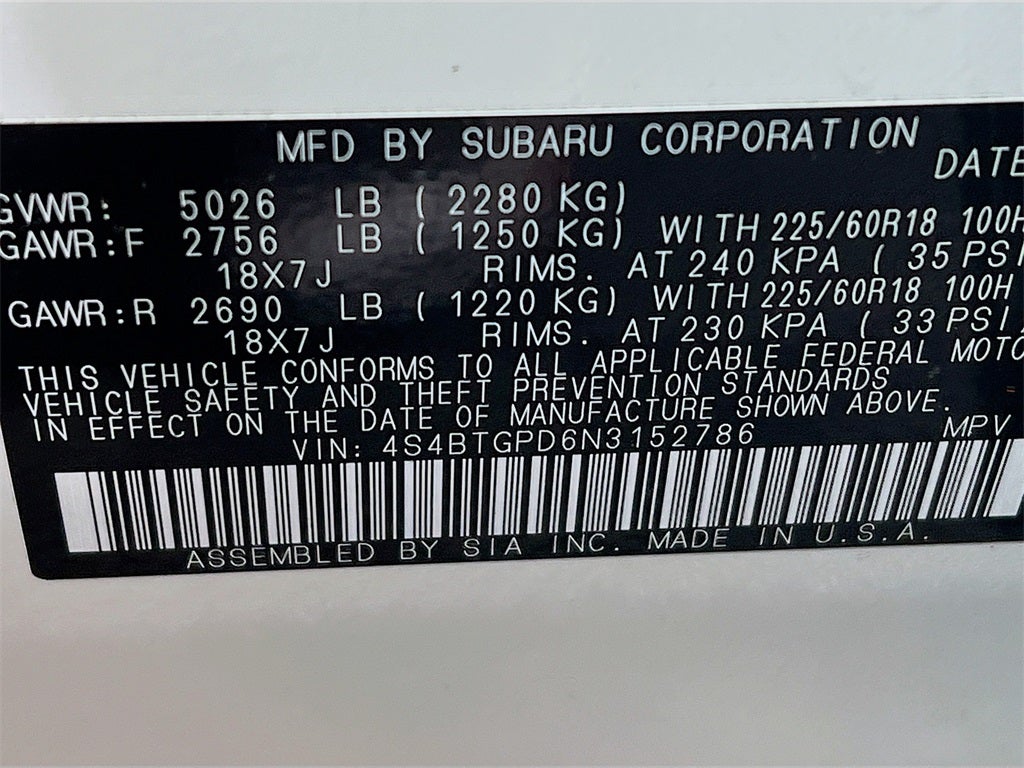 MFD BY SUBARU CORPORATION
DATE
GVWR: 5026 LB ( 2280 KG)
GAWR:F 2756 LB ( 1250 KG) WITH 225/60R18 100H
18X7J RIMS. AT 240 KPA ( 35 PSI
GAWR:R 2690 LB ( 1220 KG) WITH 225/60R18 100H
18X7J RIMS. AT 230 KPA ( 33 PSI,
THIS VEHICLE CONFORMS TO ALL APPLICABLE FEDERAL MOTO
VEHICLE SAFETY AND THEFT PREVENTION STANDARDS
IN EFFECT ON THE DATE OF MANUFACTURE SHOWN ABOVE.
VIN: 4S4BTGPD6N3152786 MPV
ASSEMBLED BY SIA INC. MADE IN U.S.A.